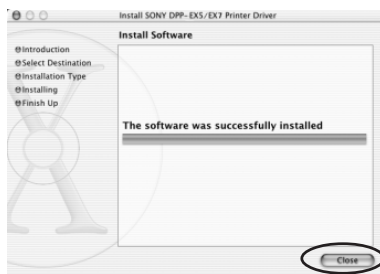 Install SONY DPP-EX5/EX7 Printer Driver
Install Software
Introduction
Select Destination
Installation Type
Installing
Finish Up
The software was successfully installed
Close